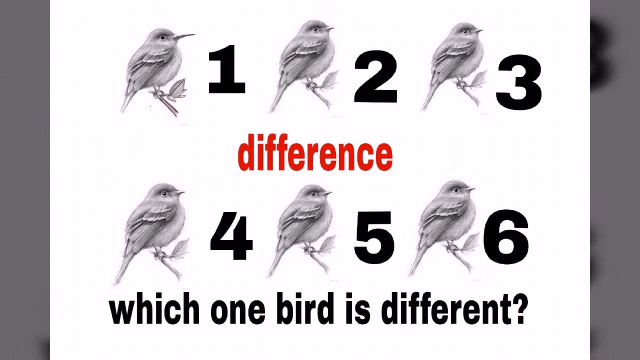 1 2 3
difference
4 5 6
which one bird is different?